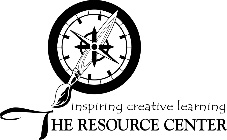 inspiring creative learning
THE RESOURCE CENTER